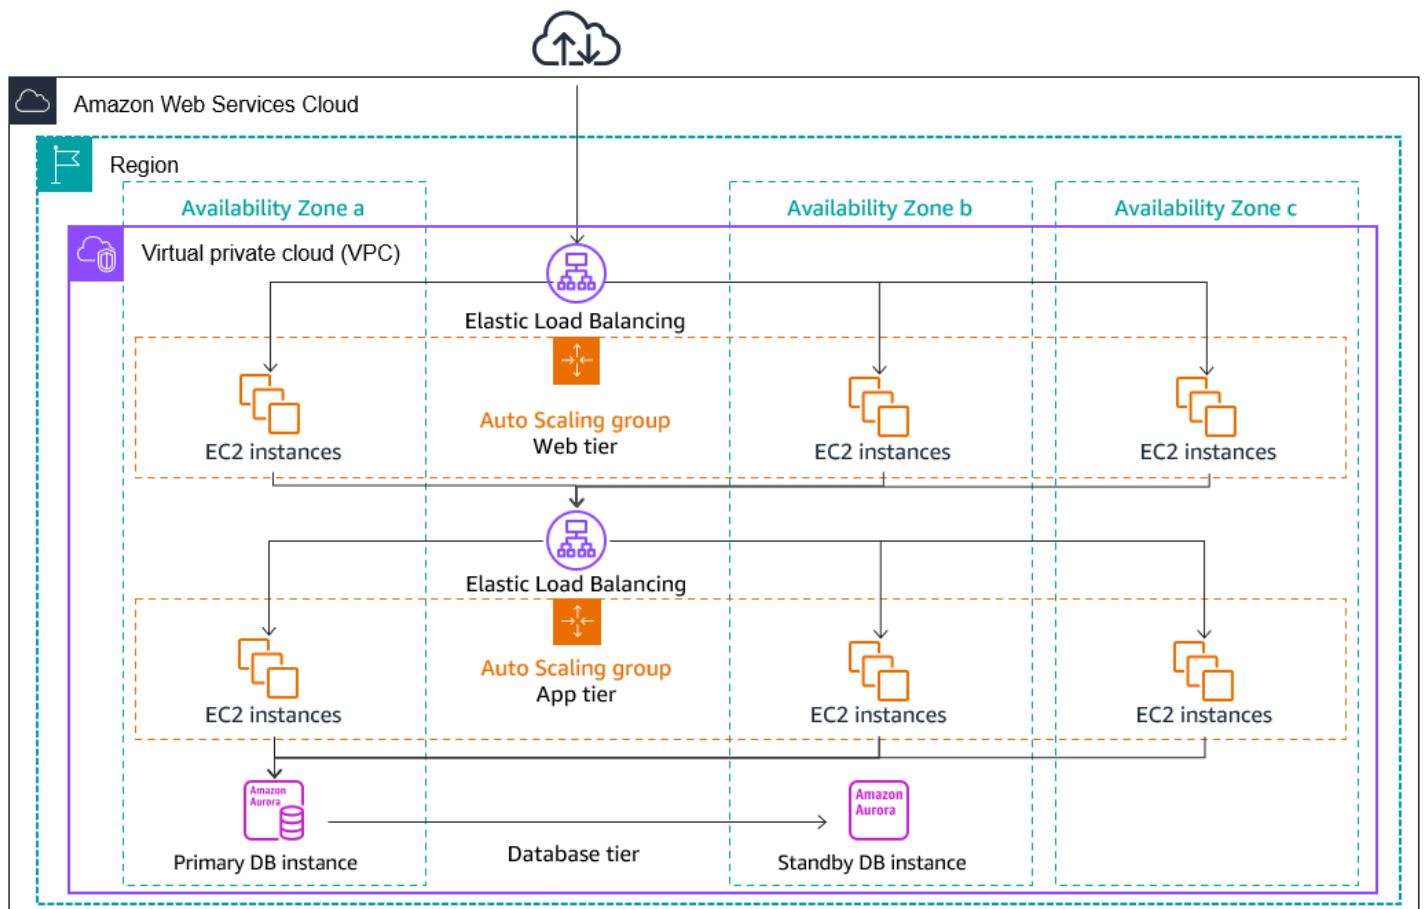 Amazon Web Services Cloud
Region
Availability Zone a
Availability Zone b
Availability Zone c
Virtual private cloud (VPC)
Elastic Load Balancing
Auto Scaling group
Web tier
EC2 instances
EC2 instances
EC2 instances
Elastic Load Balancing
Auto Scaling group
App tier
EC2 instances
EC2 instances
EC2 instances
Amazon
Aurora
Primary DB instance
Database tier
Amazon
Aurora
Standby DB instance